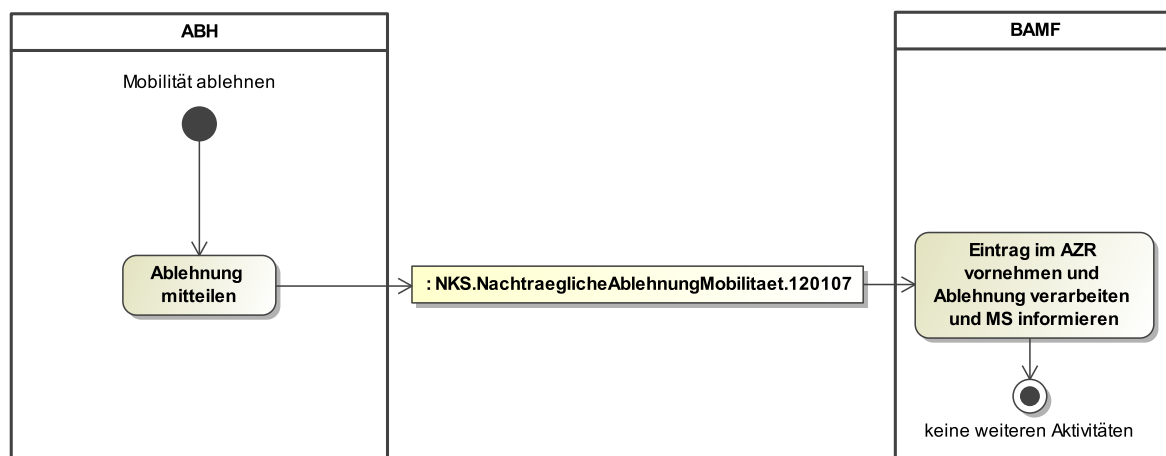 ABH
BAMF
Mobilität ablehnen
Ablehnung
mitteilen
: NKS.NachtraeglicheAblehnungMobilitaet.120107
Eintrag im AZR
vornehmen und
Ablehnung verarbeiten
und MS informieren
keine weiteren Aktivitäten